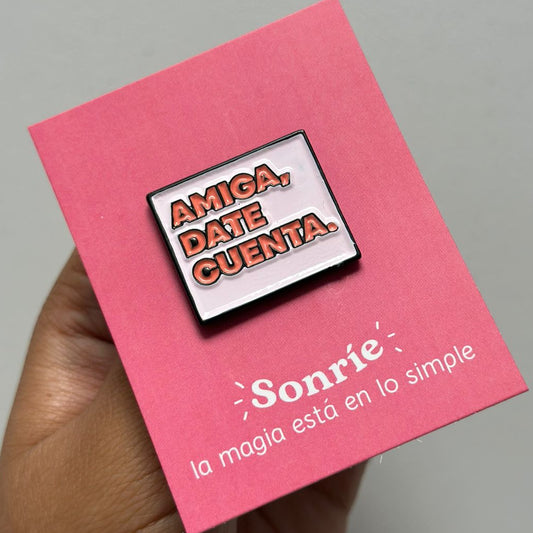 AMIGA,
DATE
CUENTA.
Sonríe
la magia está en lo simple